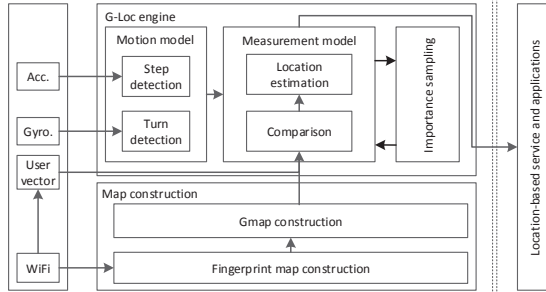 G-Loc engine
Motion model
Measurement model
Acc.
Step
detection
Location
estimation
Importance sampling
Gyro.
Turn
detection
Comparison
User
vector
Map construction
Gmap construction
WiFi
Fingerprint map construction
Location-based service and applications